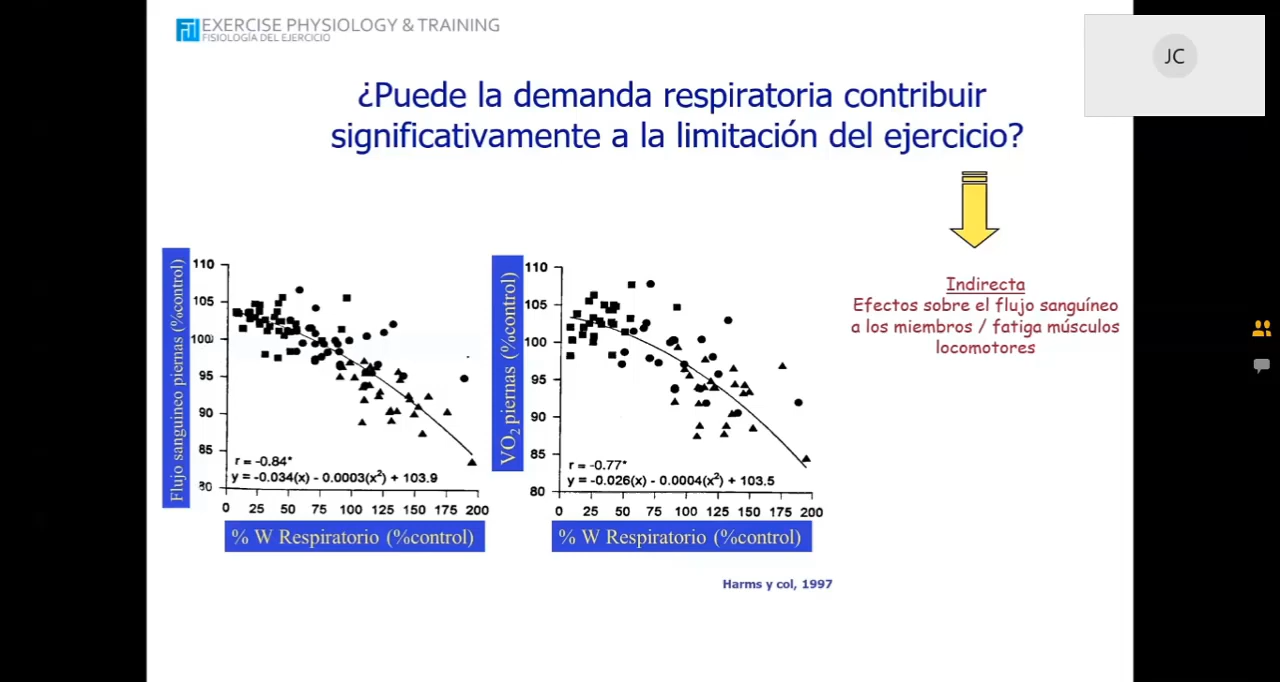 EXERCISE PHYSIOLOGY & TRAINING
FISIOLOGÍA DEL EJERCICIO
JC
¿Puede la demanda respiratoria contribuir
significativamente a la limitación del ejercicio?
Indirecta
Efectos sobre el flujo sanguíneo
a los miembros / fatiga músculos
locomotores
Flujo sanguineo piernas (%control)
110
105
100
95
90
85
80
r = -0.84*
y = -0.034(x) - 0.0003(x²) + 103.9
0 25 50 75 100 125 150 175 200
% W Respiratorio (%control)
VO₂ piernas (%control)
110
105
100
95
90
85
80
r = -0.77*
y = -0.026(x) - 0.0004(x²) + 103.5
0 25 50 75 100 125 150 175 200
% W Respiratorio (%control)
Harms y col, 1997